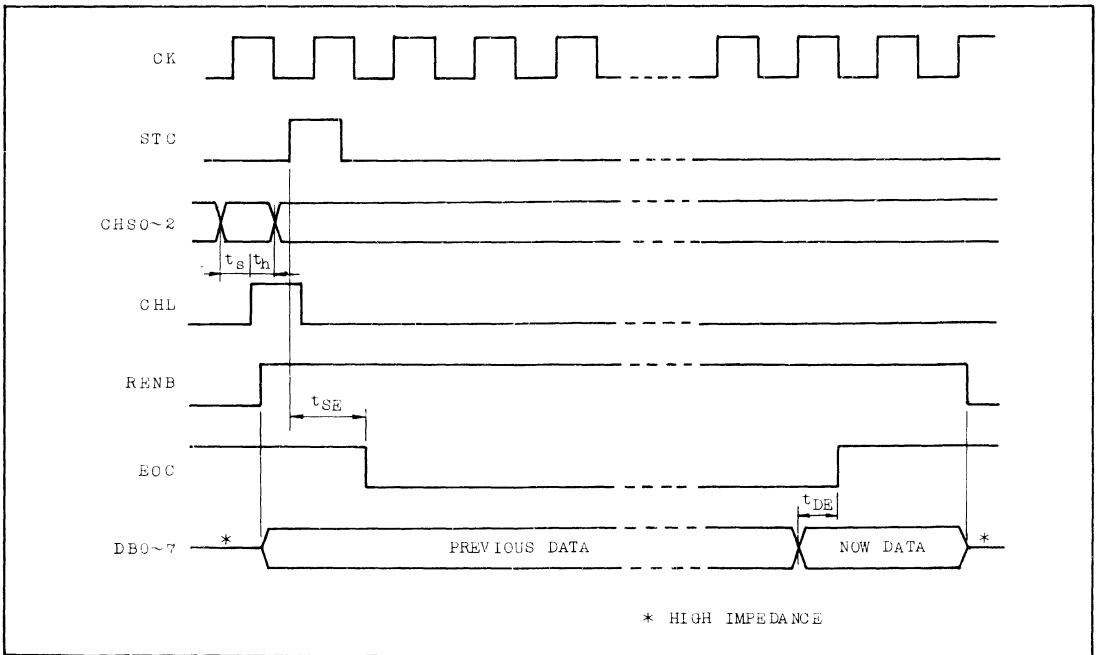 CK
STC
CHS0~2
ts th
CHL
RENB
tSE
EOC
tDE
DB0~7 * PREVIOUS DATA NOW DATA *
* HIGH IMPEDANCE